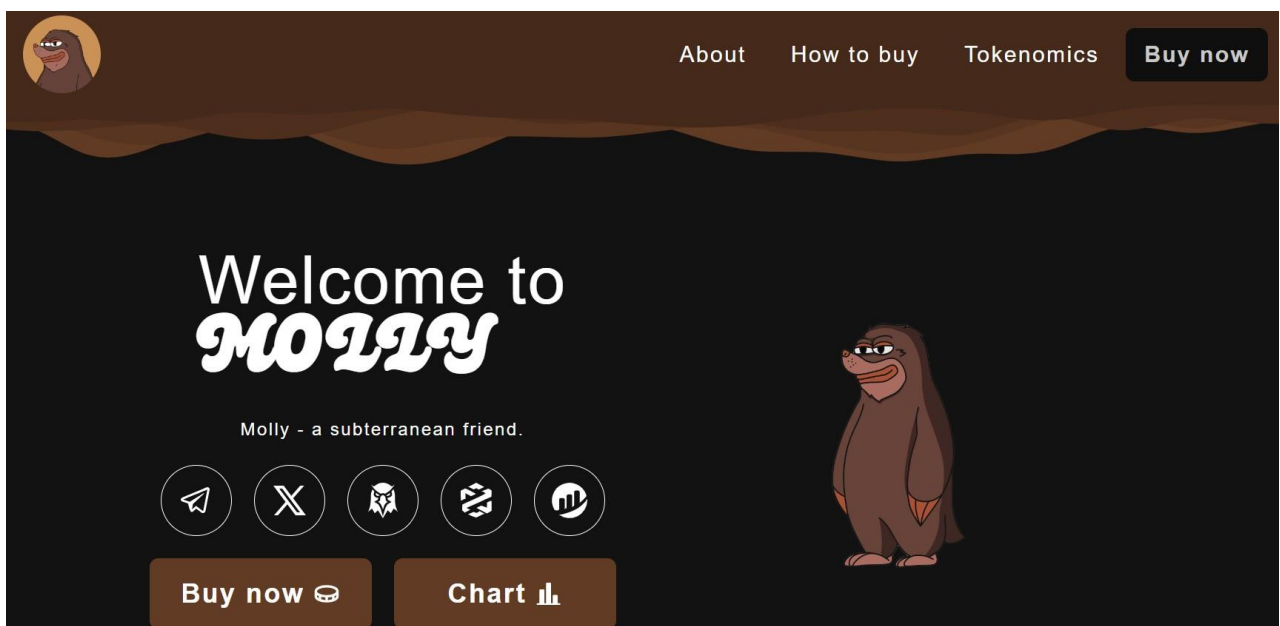 About How to buy Tokenomics Buy now
Welcome to
MOLLY
Molly - a subterranean friend.
Buy now Chart